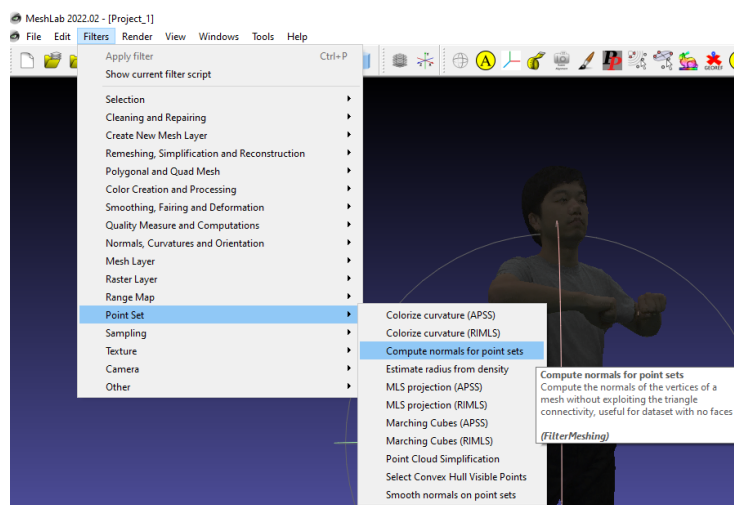 MeshLab 2022.02 - [Project_1]
File Edit Filters Render View Windows Tools Help
Apply filter Ctrl+P
Show current filter script
Selection
Cleaning and Repairing
Create New Mesh Layer
Remeshing, Simplification and Reconstruction
Polygonal and Quad Mesh
Color Creation and Processing
Smoothing, Fairing and Deformation
Quality Measure and Computations
Normals, Curvatures and Orientation
Mesh Layer
Raster Layer
Range Map
Point Set
Sampling
Texture
Camera
Other
Colorize curvature (APSS)
Colorize curvature (RIMLS)
Compute normals for point sets
Estimate radius from density
MLS projection (APSS)
MLS projection (RIMLS)
Marching Cubes (APSS)
Marching Cubes (RIMLS)
Point Cloud Simplification
Select Convex Hull Visible Points
Smooth normals on point sets
Compute normals for point sets
Compute the normals of the vertices of a
mesh without exploiting the triangle
connectivity, useful for dataset with no faces
(FilterMeshing)
A
PP
GEOREF